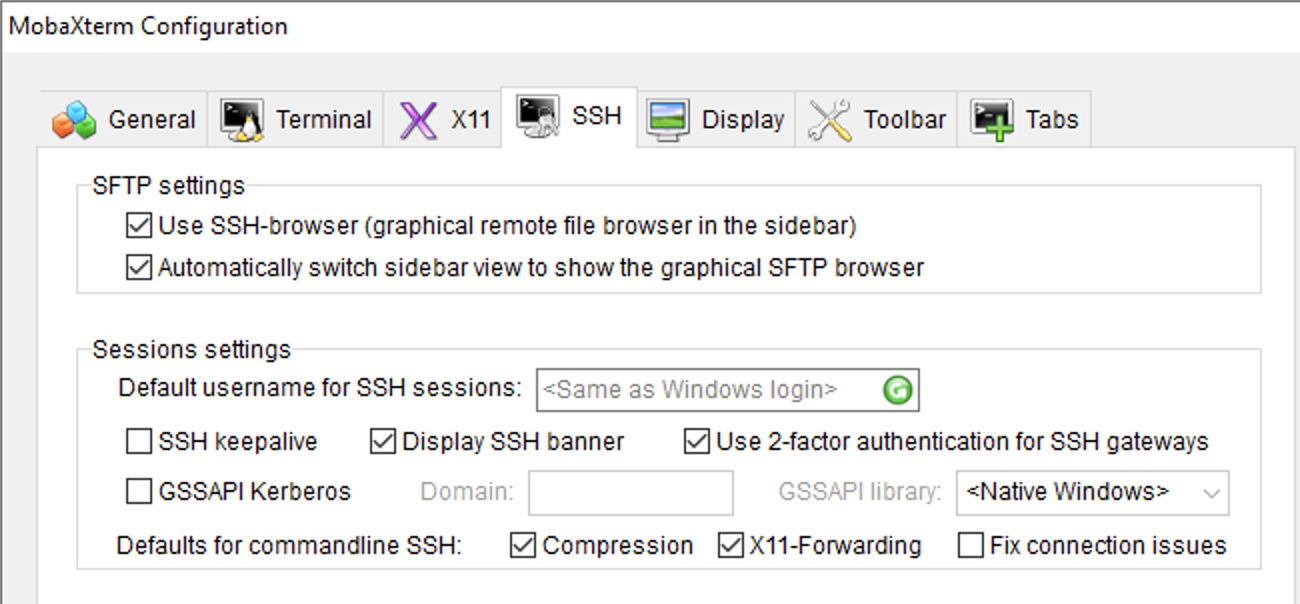 MobaXterm Configuration
General Terminal X11 SSH Display Toolbar Tabs
SFTP settings
Use SSH-browser (graphical remote file browser in the sidebar)
Automatically switch sidebar view to show the graphical SFTP browser
Sessions settings
Default username for SSH sessions: <Same as Windows login>
SSH keepalive Display SSH banner Use 2-factor authentication for SSH gateways
GSSAPI Kerberos Domain: GSSAPI library: <Native Windows>
Defaults for commandline SSH: Compression X11-Forwarding Fix connection issues